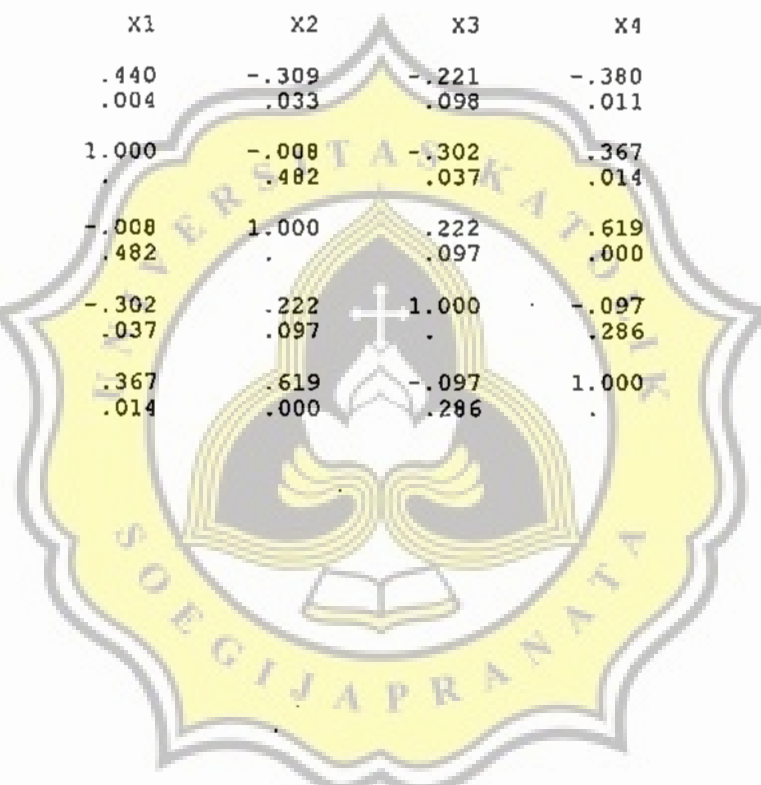 X1 X2 X3 X4
.440 -.309 -.221 -.380
.004 .033 .098 .011
1.000 -.008 -.302 .367
. .482 .037 .014
-.008 1.000 .222 .619
.482 . .097 .000
-.302 .222 1.000 -.097
.037 .097 . .286
.367 .619 -.097 1.000
.014 .000 .286 .
UNIVERSITAS KATOLIK
SOEGIJAPRANATA